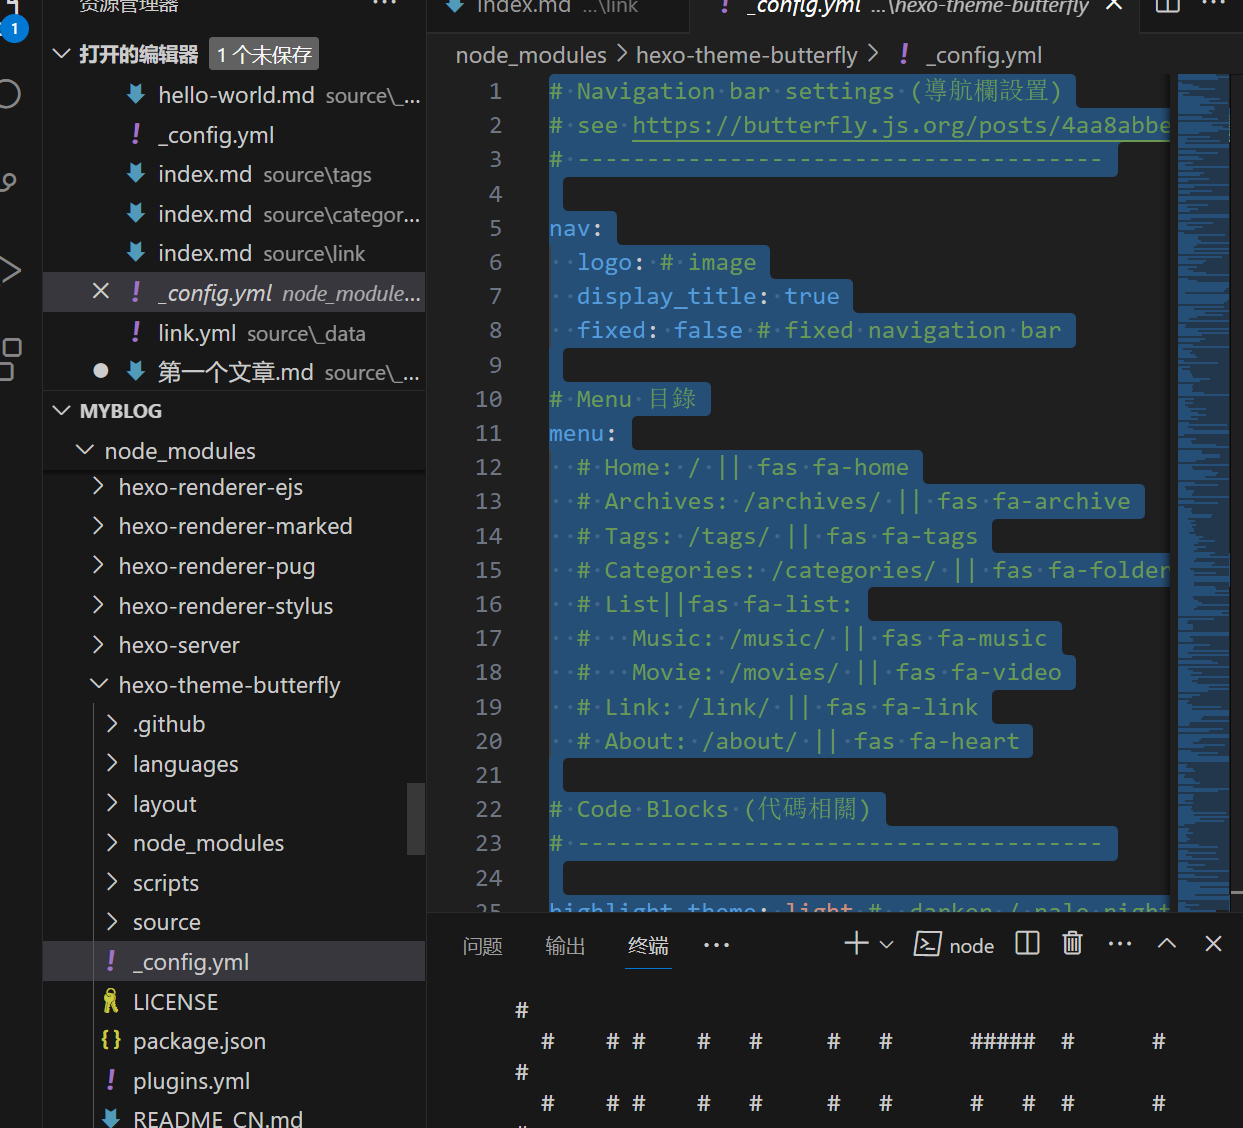 资源管理器
1
打开的编辑器 1 个未保存
hello-world.md source\_...
! _config.yml
index.md source\tags
index.md source\categor...
index.md source\link
! _config.yml node_module...
! link.yml source\_data
第一个文章.md source\_...
MYBLOG
node_modules
hexo-renderer-ejs
hexo-renderer-marked
hexo-renderer-pug
hexo-renderer-stylus
hexo-server
hexo-theme-butterfly
.github
languages
layout
node_modules
scripts
source
! _config.yml
LICENSE
{} package.json
! plugins.yml
README_CN.md
index.md ...\link
! _config.yml ...\hexo-theme-butterfly
node_modules > hexo-theme-butterfly > ! _config.yml
1 # Navigation bar settings (導航欄設置)
2 # see https://butterfly.js.org/posts/4aa8abbe
3 # --------------------------------------
4
5 nav:
6 logo: # image
7 display_title: true
8 fixed: false # fixed navigation bar
9
10 # Menu 目錄
11 menu:
12 # Home: / || fas fa-home
13 # Archives: /archives/ || fas fa-archive
14 # Tags: /tags/ || fas fa-tags
15 # Categories: /categories/ || fas fa-folder
16 # List||fas fa-list:
17 # Music: /music/ || fas fa-music
18 # Movie: /movies/ || fas fa-video
19 # Link: /link/ || fas fa-link
20 # About: /about/ || fas fa-heart
21
22 # Code Blocks (代碼相關)
23 # --------------------------------------
24
25 highlight_theme: light # darker / pale night
问题 输出 终端 ... node ...
#
# # # # # # # ##### # #
#
# # # # # # # # # # #